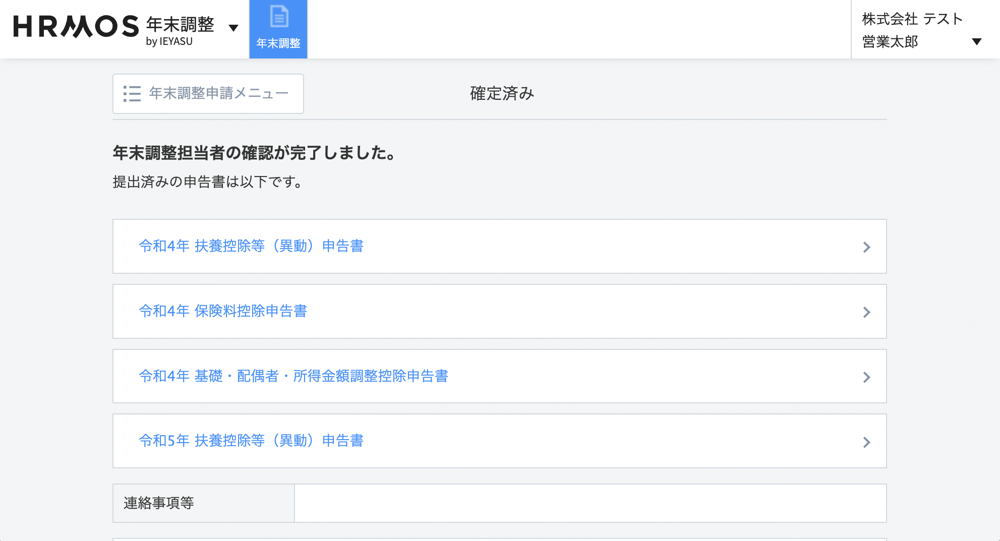 HRMOS 年末調整
by IEYASU
年末調整
株式会社 テスト
営業太郎
年末調整申請メニュー
確定済み
年末調整担当者の確認が完了しました。
提出済みの申告書は以下です。
令和4年 扶養控除等（異動）申告書
令和4年 保険料控除申告書
令和4年 基礎・配偶者・所得金額調整控除申告書
令和5年 扶養控除等（異動）申告書
連絡事項等